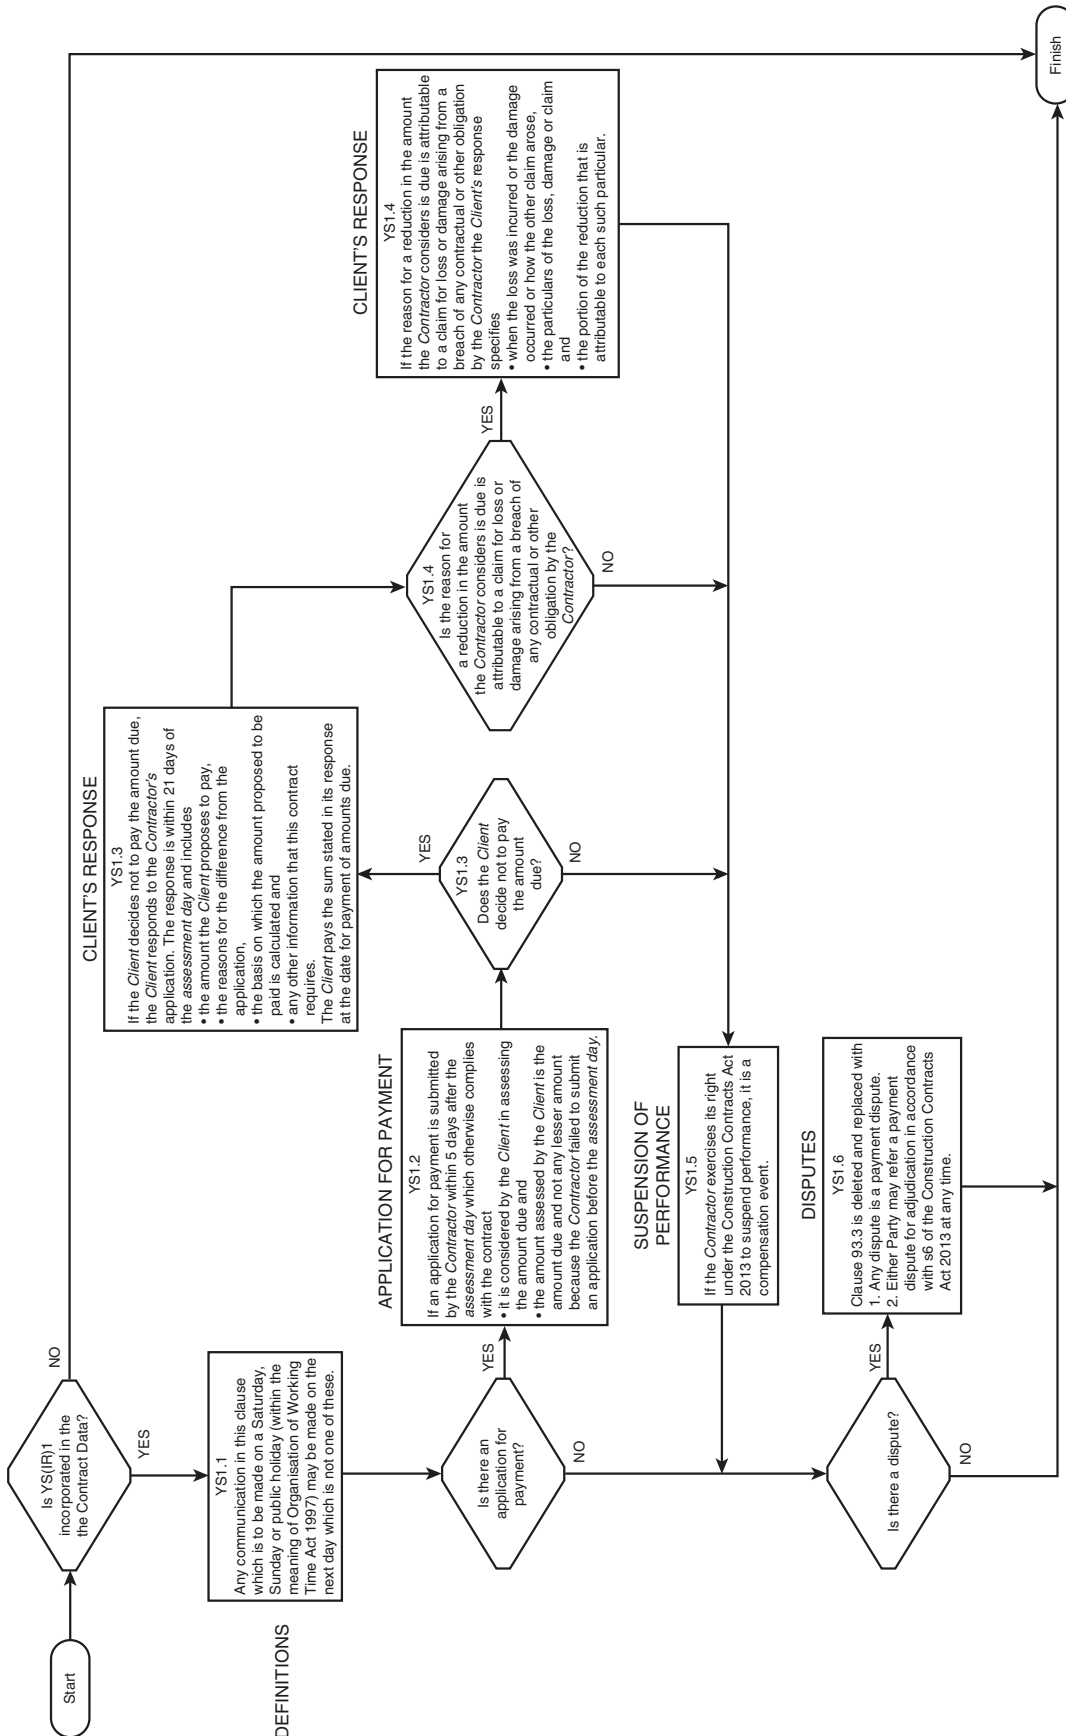 Start
Is YS(IR)1
incorporated in the
the Contract Data?
NO
YES
DEFINITIONS
YS1.1
Any communication in this clause
which is to be made on a Saturday,
Sunday or public holiday (within the
meaning of Organisation of Working
Time Act 1997) may be made on the
next day which is not one of these.
Is there an
application for
payment?
YES
NO
APPLICATION FOR PAYMENT
YS1.2
If an application for payment is submitted
by the Contractor within 5 days after the
assessment day which otherwise complies
with the contract
• it is considered by the Client in assessing
the amount due and
• the amount assessed by the Client is the
amount due and not any lesser amount
because the Contractor failed to submit
an application before the assessment day.
YS1.3
Does the Client
decide not to pay
the amount
due?
YES
NO
CLIENT'S RESPONSE
YS1.3
If the Client decides not to pay the amount due,
the Client responds to the Contractor's
application. The response is within 21 days of
the assessment day and includes
• the amount the Client proposes to pay,
• the reasons for the difference from the
application,
• the basis on which the amount proposed to be
paid is calculated and
• any other information that this contract
requires.
The Client pays the sum stated in its response
at the date for payment of amounts due.
YS1.4
Is the reason for
a reduction in the amount
the Contractor considers is due is
attributable to a claim for loss or
damage arising from a breach of
any contractual or other
obligation by the
Contractor?
YES
NO
CLIENT'S RESPONSE
YS1.4
If the reason for a reduction in the amount
the Contractor considers is due is attributable
to a claim for loss or damage arising from a
breach of any contractual or other obligation
by the Contractor the Client's response
specifies
• when the loss was incurred or the damage
occurred or how the other claim arose,
• the particulars of the loss, damage or claim
and
• the portion of the reduction that is
attributable to each such particular.
SUSPENSION OF
PERFORMANCE
YS1.5
If the Contractor exercises its right
under the Construction Contracts Act
2013 to suspend performance, it is a
compensation event.
Is there a dispute?
YES
NO
DISPUTES
YS1.6
Clause 93.3 is deleted and replaced with
1. Any dispute is a payment dispute.
2. Either Party may refer a payment
dispute for adjudication in accordance
with s6 of the Construction Contracts
Act 2013 at any time.
Finish